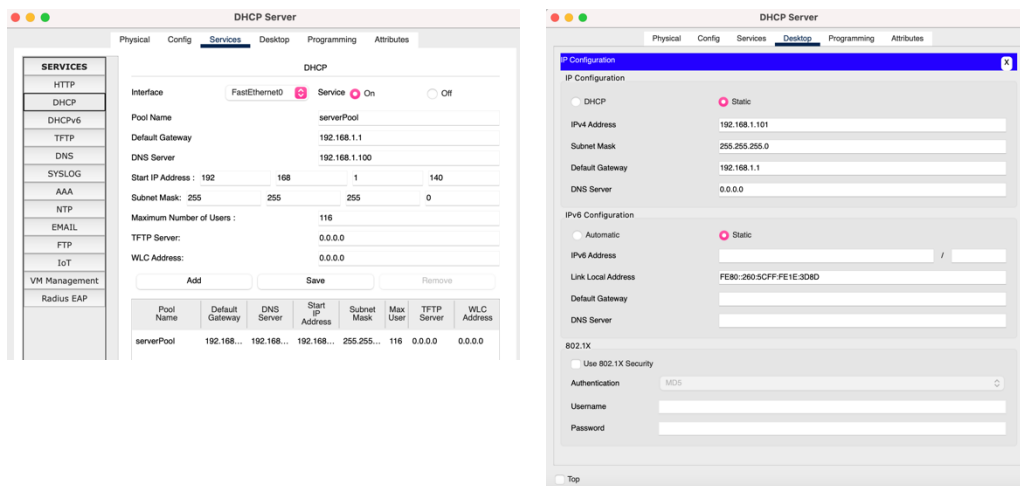 DHCP Server
Physical Config Services Desktop Programming Attributes
SERVICES
HTTP
DHCP
DHCPv6
TFTP
DNS
SYSLOG
AAA
NTP
EMAIL
FTP
IoT
VM Management
Radius EAP
DHCP
Interface FastEthernet0 Service On Off
Pool Name serverPool
Default Gateway 192.168.1.1
DNS Server 192.168.1.100
Start IP Address : 192 168 1 140
Subnet Mask: 255 255 255 0
Maximum Number of Users : 116
TFTP Server: 0.0.0.0
WLC Address: 0.0.0.0
Add Save Remove
Pool Name Default Gateway DNS Server Start IP Address Subnet Mask Max User TFTP Server WLC Address
serverPool 192.168... 192.168... 192.168... 255.255... 116 0.0.0.0 0.0.0.0
DHCP Server
Physical Config Services Desktop Programming Attributes
IP Configuration X
IP Configuration
DHCP Static
IPv4 Address 192.168.1.101
Subnet Mask 255.255.255.0
Default Gateway 192.168.1.1
DNS Server 0.0.0.0
IPv6 Configuration
Automatic Static
IPv6 Address /
Link Local Address FE80::260:5CFF:FE1E:3D8D
Default Gateway
DNS Server
802.1X
Use 802.1X Security
Authentication MD5
Username
Password
Top